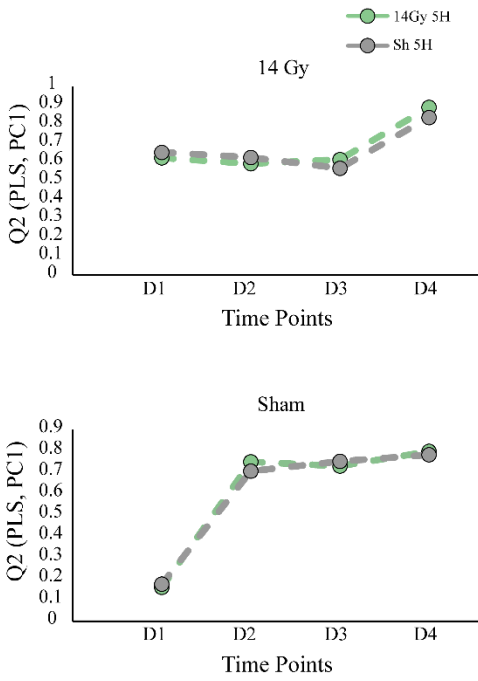 14Gy 5H
Sh 5H
14 Gy
1
0.9
0.8
0.7
0.6
0.5
0.4
0.3
0.2
0.1
0
Q2 (PLS, PC1)
D1 D2 D3 D4
Time Points
Sham
0.9
0.8
0.7
0.6
0.5
0.4
0.3
0.2
0.1
0
Q2 (PLS, PC1)
D1 D2 D3 D4
Time Points